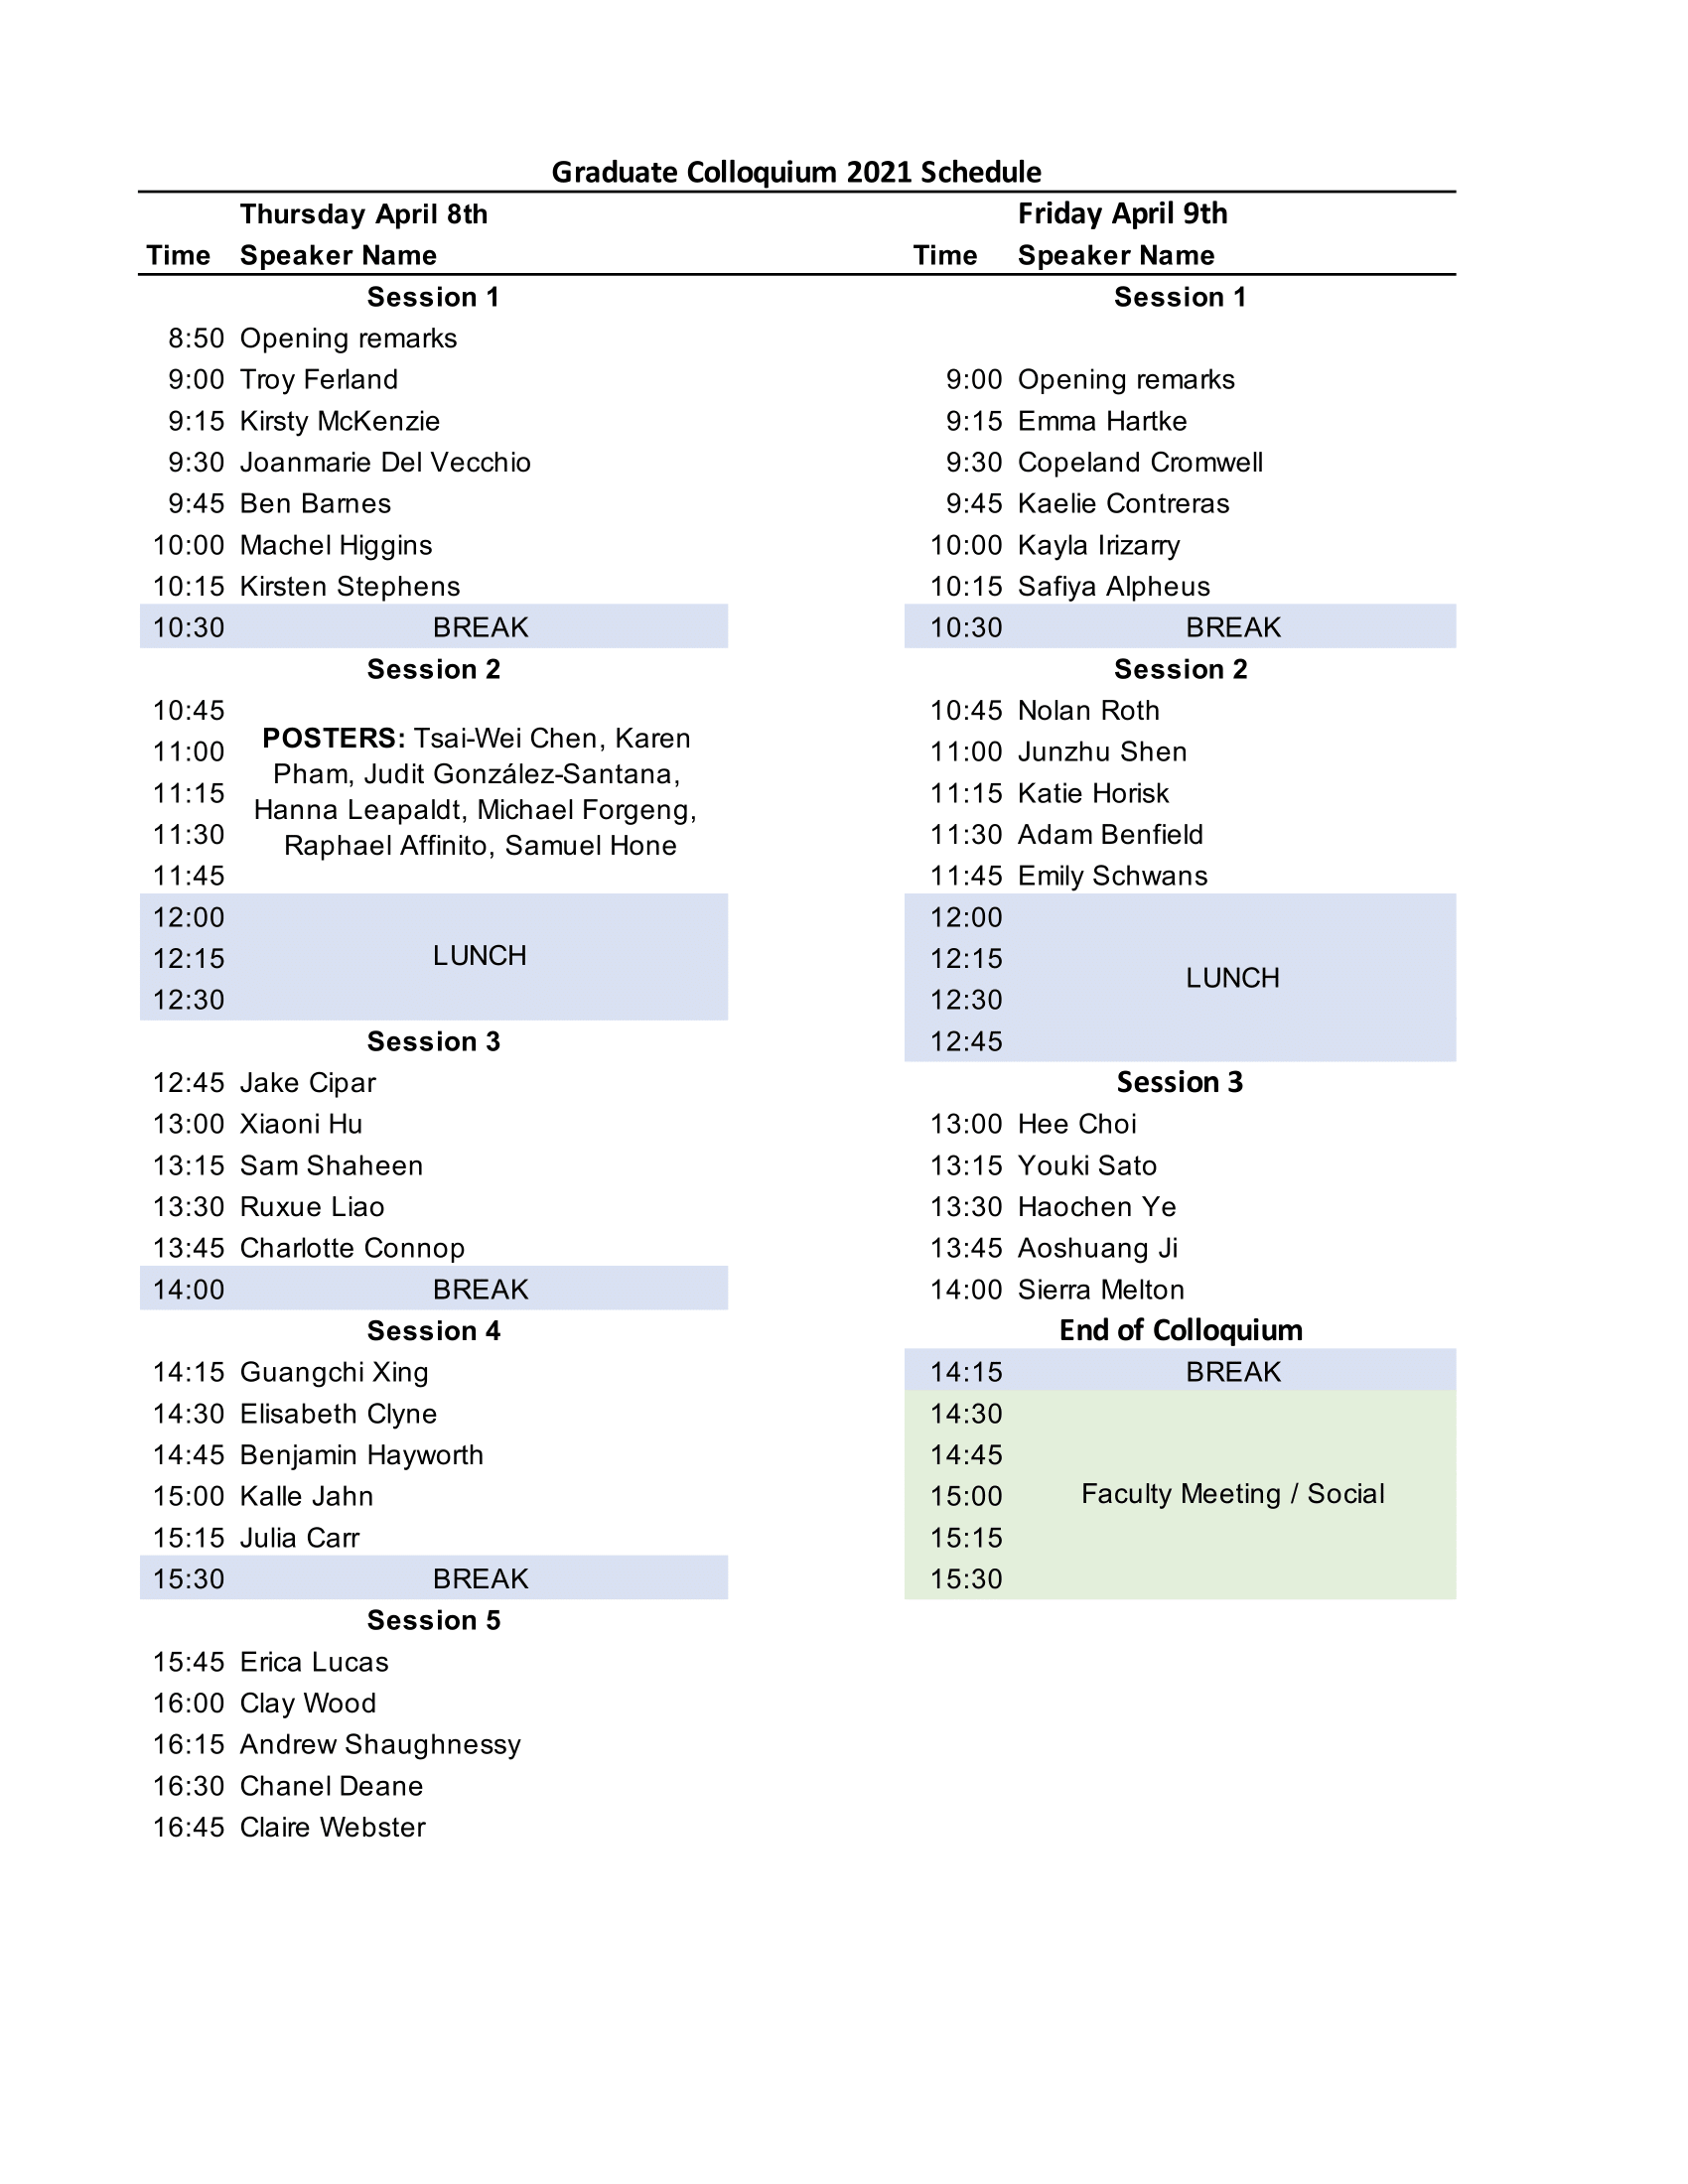 Graduate Colloquium 2021 Schedule
Thursday April 8th
Time Speaker Name
Session 1
8:50 Opening remarks
9:00 Troy Ferland
9:15 Kirsty McKenzie
9:30 Joanmarie Del Vecchio
9:45 Ben Barnes
10:00 Machel Higgins
10:15 Kirsten Stephens
10:30 BREAK
Session 2
10:45
11:00
11:15
11:30
11:45
POSTERS: Tsai-Wei Chen, Karen
Pham, Judit González-Santana,
Hanna Leapaldt, Michael Forgeng,
Raphael Affinito, Samuel Hone
12:00
12:15
12:30
LUNCH
Session 3
12:45 Jake Cipar
13:00 Xiaoni Hu
13:15 Sam Shaheen
13:30 Ruxue Liao
13:45 Charlotte Connop
14:00 BREAK
Session 4
14:15 Guangchi Xing
14:30 Elisabeth Clyne
14:45 Benjamin Hayworth
15:00 Kalle Jahn
15:15 Julia Carr
15:30 BREAK
Session 5
15:45 Erica Lucas
16:00 Clay Wood
16:15 Andrew Shaughnessy
16:30 Chanel Deane
16:45 Claire Webster
Friday April 9th
Time Speaker Name
Session 1
9:00 Opening remarks
9:15 Emma Hartke
9:30 Copeland Cromwell
9:45 Kaelie Contreras
10:00 Kayla Irizarry
10:15 Safiya Alpheus
10:30 BREAK
Session 2
10:45 Nolan Roth
11:00 Junzhu Shen
11:15 Katie Horisk
11:30 Adam Benfield
11:45 Emily Schwans
12:00
12:15
12:30
12:45
LUNCH
Session 3
13:00 Hee Choi
13:15 Youki Sato
13:30 Haochen Ye
13:45 Aoshuang Ji
14:00 Sierra Melton
End of Colloquium
14:15 BREAK
14:30
14:45
15:00
15:15
15:30
Faculty Meeting / Social